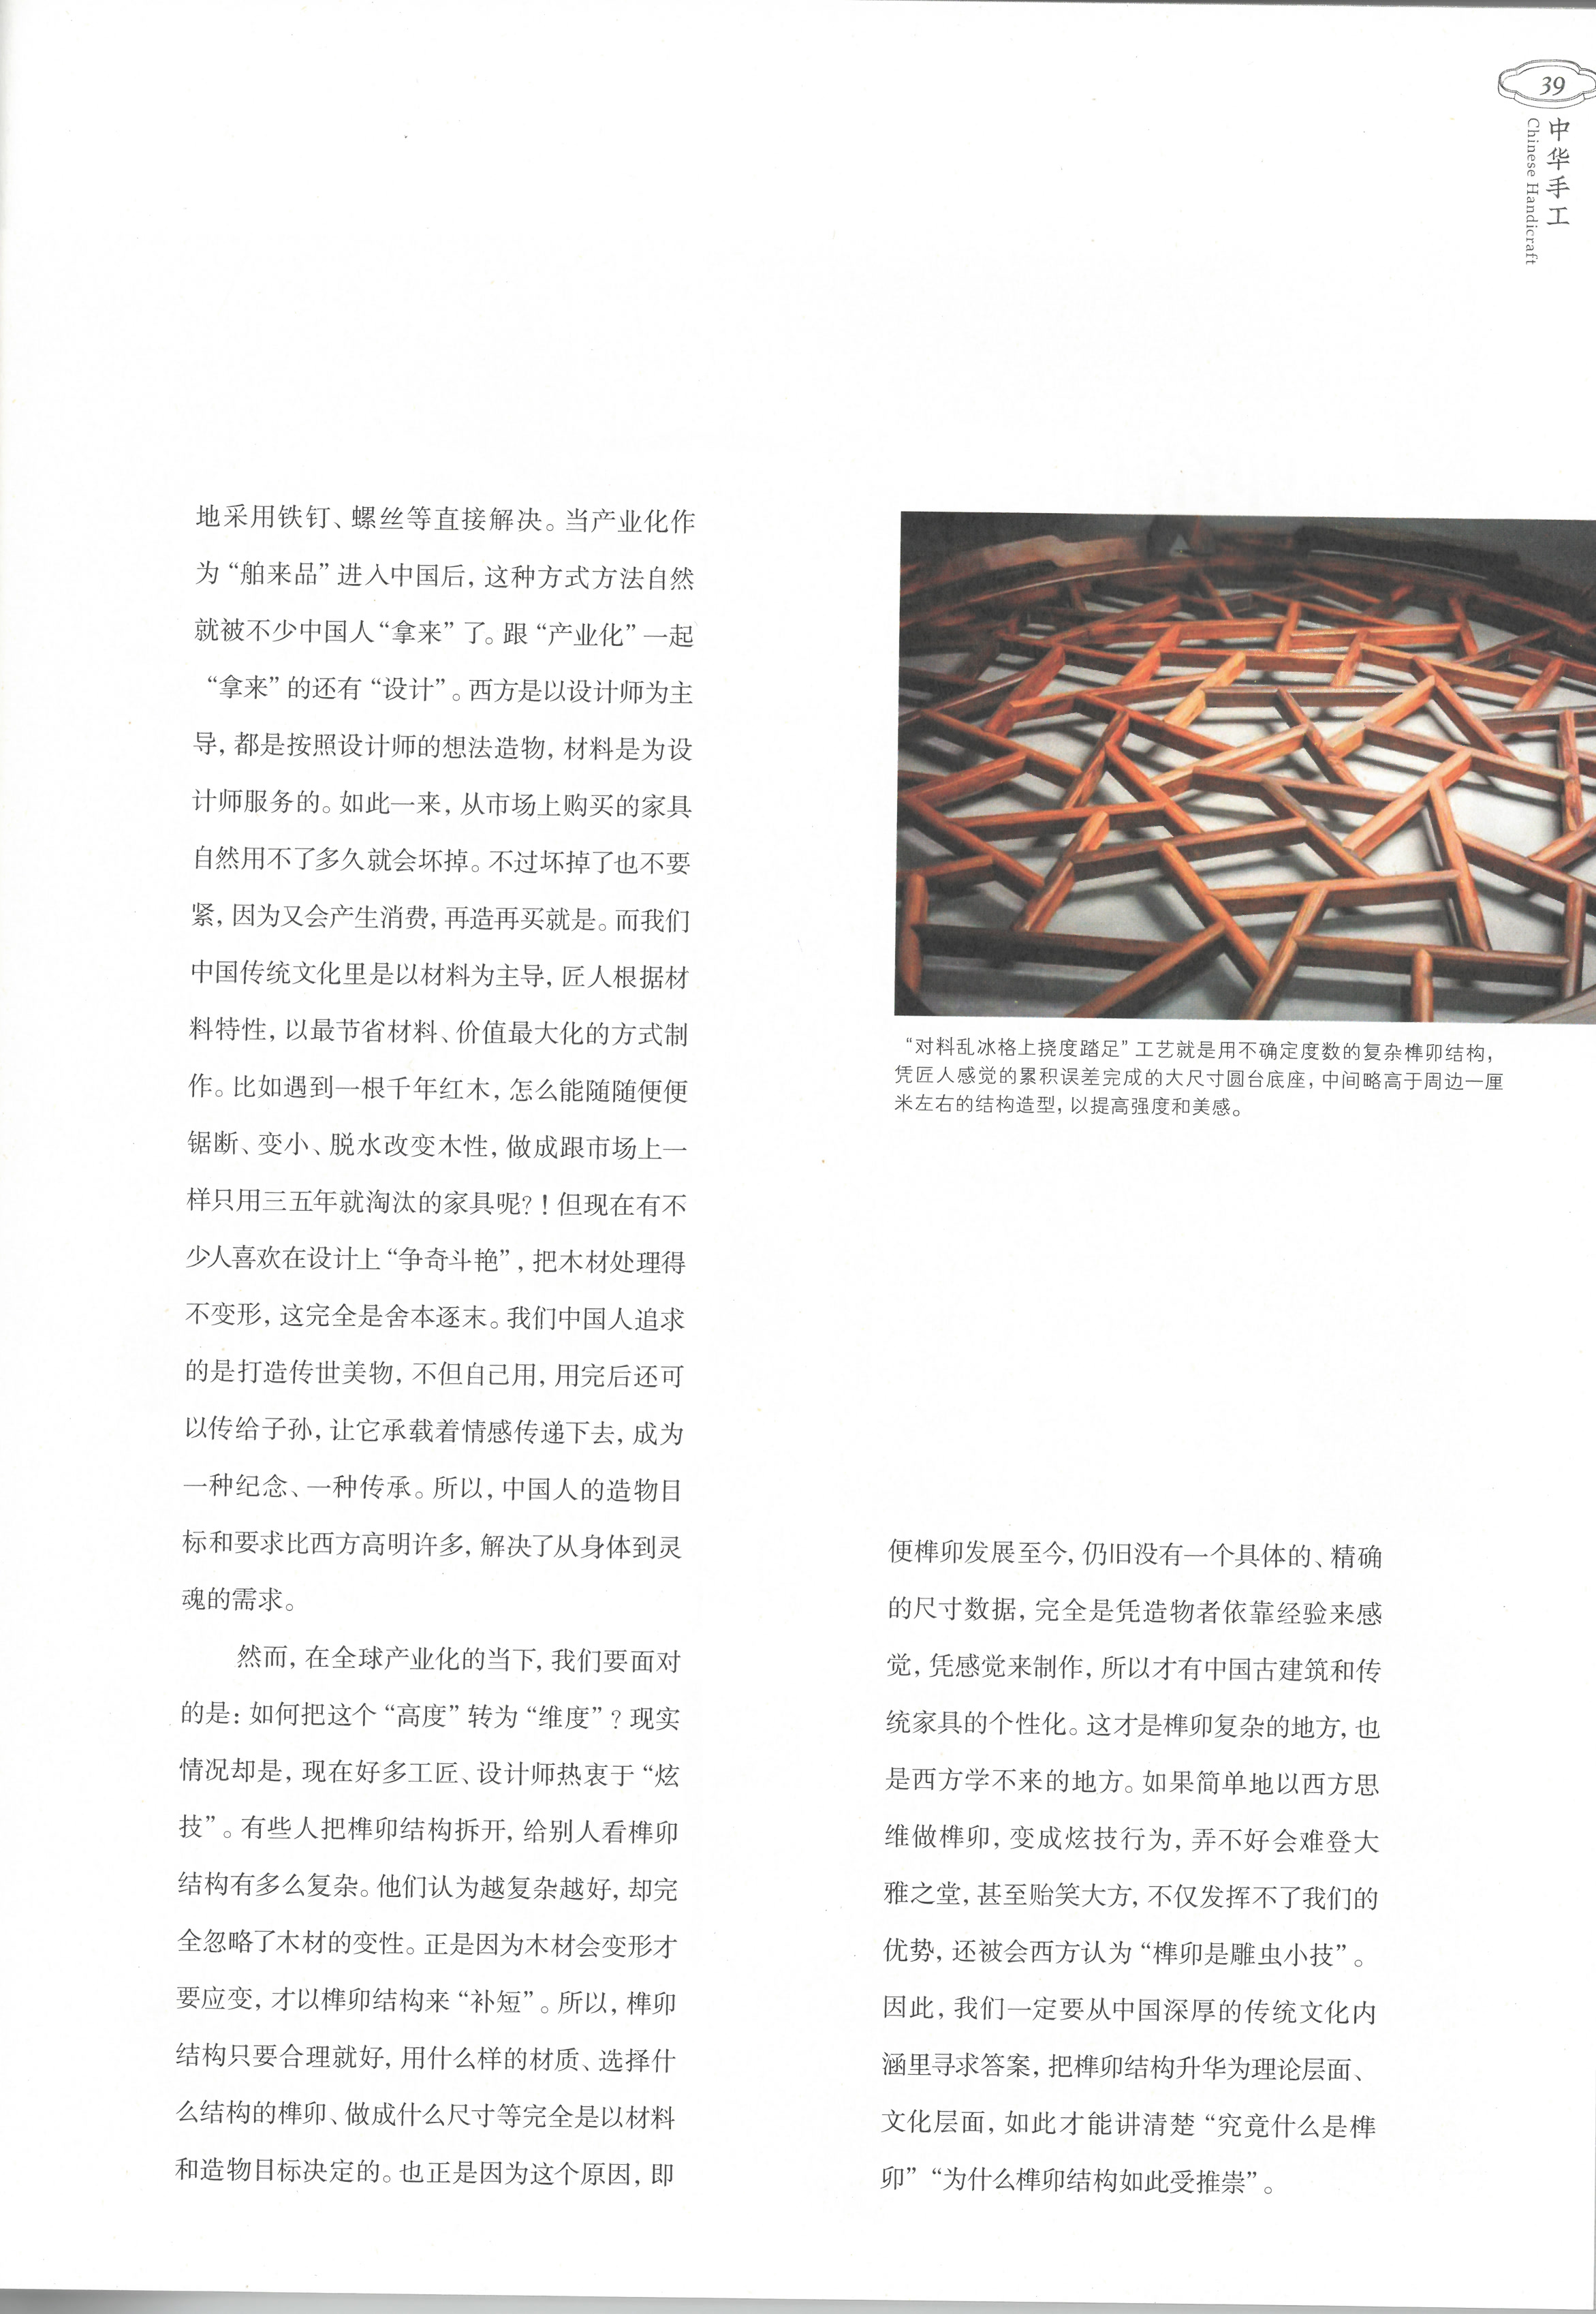 39
中华手工
Chinese Handicraft
地采用铁钉、螺丝等直接解决。当产业化作
为“舶来品”进入中国后，这种方式方法自然
就被不少中国人“拿来”了。跟“产业化”一起
“拿来”的还有“设计”。西方是以设计师为主
导，都是按照设计师的想法造物，材料是为设
计师服务的。如此一来，从市场上购买的家具
自然用不了多久就会坏掉。不过坏掉了也不要
紧，因为又会产生消费，再造再买就是。而我们
中国传统文化里是以材料为主导，匠人根据材
料特性，以最节省材料、价值最大化的方式制
作。比如遇到一根千年红木，怎么能随随便便
锯断、变小、脱水改变木性，做成跟市场上一
样只用三五年就淘汰的家具呢？！但现在有不
少人喜欢在设计上“争奇斗艳”，把木材处理得
不变形，这完全是舍本逐末。我们中国人追求
的是打造传世美物，不但自己用，用完后还可
以传给子孙，让它承载着情感传递下去，成为
一种纪念、一种传承。所以，中国人的造物目
标和要求比西方高明许多，解决了从身体到灵
魂的需求。
然而，在全球产业化的当下，我们要面对
的是：如何把这个“高度”转为“维度”？现实
情况却是，现在好多工匠、设计师热衷于“炫
技”。有些人把榫卯结构拆开，给别人看榫卯
结构有多么复杂。他们认为越复杂越好，却完
全忽略了木材的变性。正是因为木材会变形才
要应变，才以榫卯结构来“补短”。所以，榫卯
结构只要合理就好，用什么样的材质、选择什
么结构的榫卯、做成什么尺寸等完全是以材料
和造物目标决定的。也正是因为这个原因，即
“对料乱冰格上挠度踏足”工艺就是用不确定度数的复杂榫卯结构，
凭匠人感觉的累积误差完成的大尺寸圆台底座，中间略高于周边一厘
米左右的结构造型，以提高强度和美感。
便榫卯发展至今，仍旧没有一个具体的、精确
的尺寸数据，完全是凭造物者依靠经验来感
觉，凭感觉来制作，所以才有中国古建筑和传
统家具的个性化。这才是榫卯复杂的地方，也
是西方学不来的地方。如果简单地以西方思
维做榫卯，变成炫技行为，弄不好会难登大
雅之堂，甚至贻笑大方，不仅发挥不了我们的
优势，还被会西方认为“榫卯是雕虫小技”。
因此，我们一定要从中国深厚的传统文化内
涵里寻求答案，把榫卯结构升华为理论层面、
文化层面，如此才能讲清楚“究竟什么是榫
卯”“为什么榫卯结构如此受推崇”。